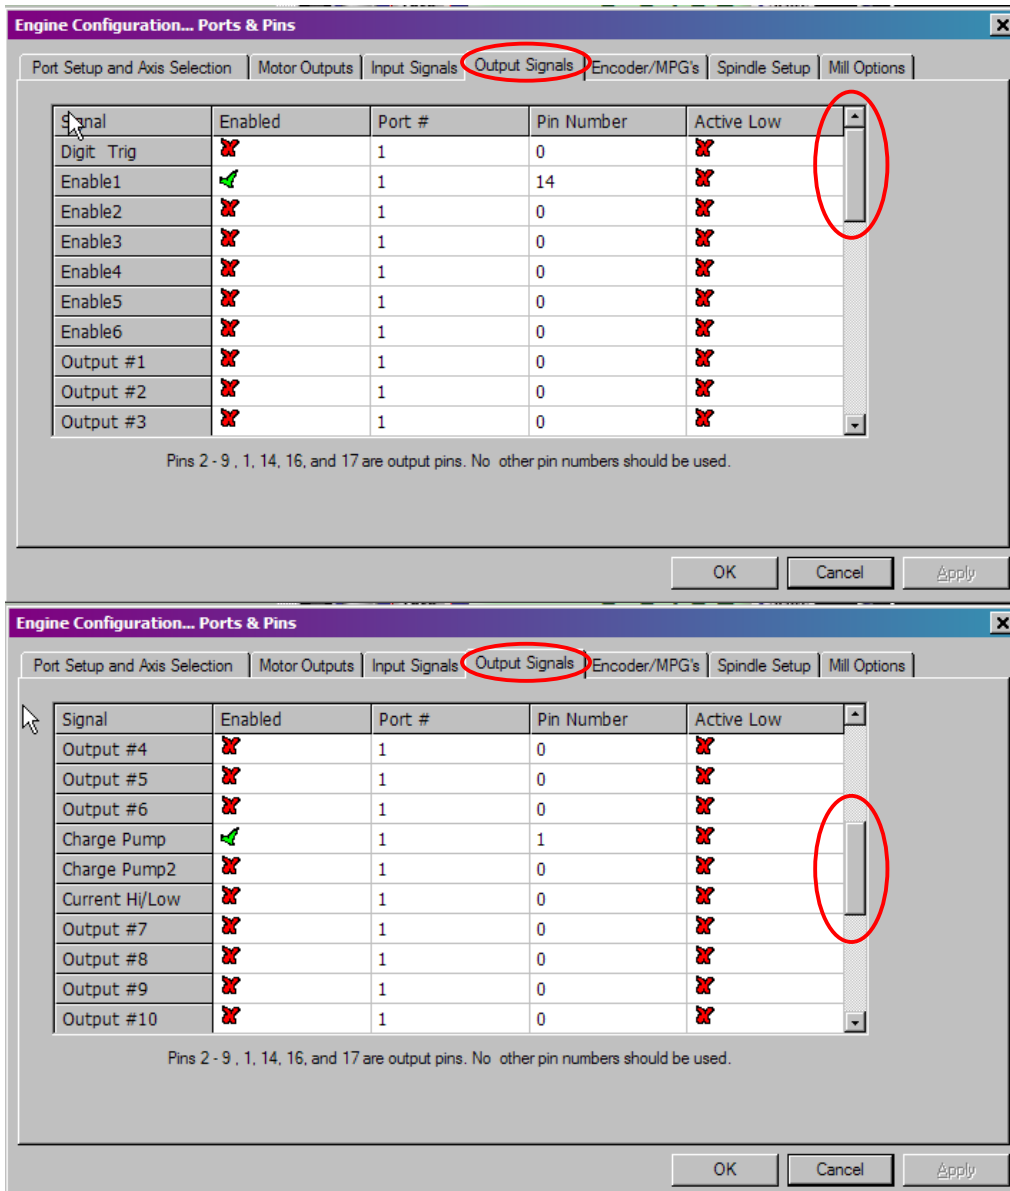 Engine Configuration... Ports & Pins
Port Setup and Axis Selection Motor Outputs Input Signals Output Signals Encoder/MPG's Spindle Setup Mill Options
Signal Enabled Port # Pin Number Active Low
Digit Trig 1 0
Enable1 1 14
Enable2 1 0
Enable3 1 0
Enable4 1 0
Enable5 1 0
Enable6 1 0
Output #1 1 0
Output #2 1 0
Output #3 1 0
Pins 2 - 9 , 1, 14, 16, and 17 are output pins. No other pin numbers should be used.
OK Cancel Apply
Engine Configuration... Ports & Pins
Port Setup and Axis Selection Motor Outputs Input Signals Output Signals Encoder/MPG's Spindle Setup Mill Options
Signal Enabled Port # Pin Number Active Low
Output #4 1 0
Output #5 1 0
Output #6 1 0
Charge Pump 1 1
Charge Pump2 1 0
Current Hi/Low 1 0
Output #7 1 0
Output #8 1 0
Output #9 1 0
Output #10 1 0
Pins 2 - 9 , 1, 14, 16, and 17 are output pins. No other pin numbers should be used.
OK Cancel Apply